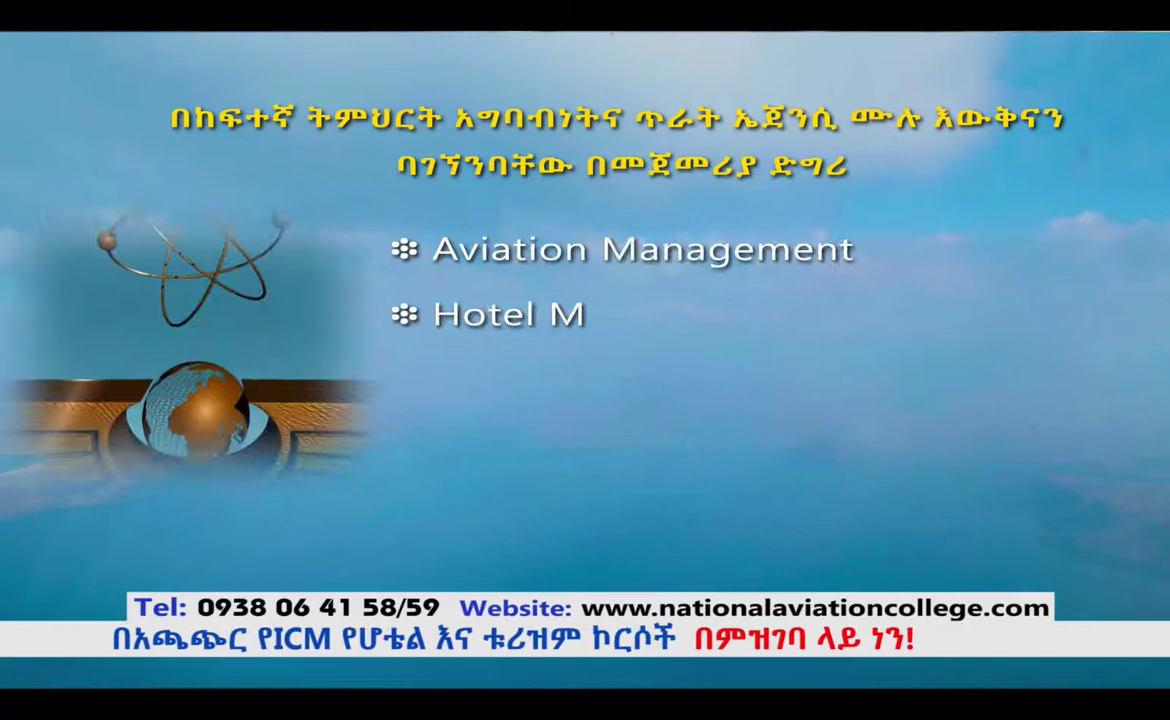 በከፍተኛ ትምህርት አግባብነትና ጥራት ኤጀንሲ ሙሉ እውቅናን
ባገኘንባቸው በመጀመሪያ ድግሪ
Aviation Management
Hotel M
Tel: 0938 06 41 58/59 Website: www.nationalaviationcollege.com
በአጫጭር የICM የሆቴል እና ቱሪዝም ኮርሶች በምዝገባ ላይ ነን!